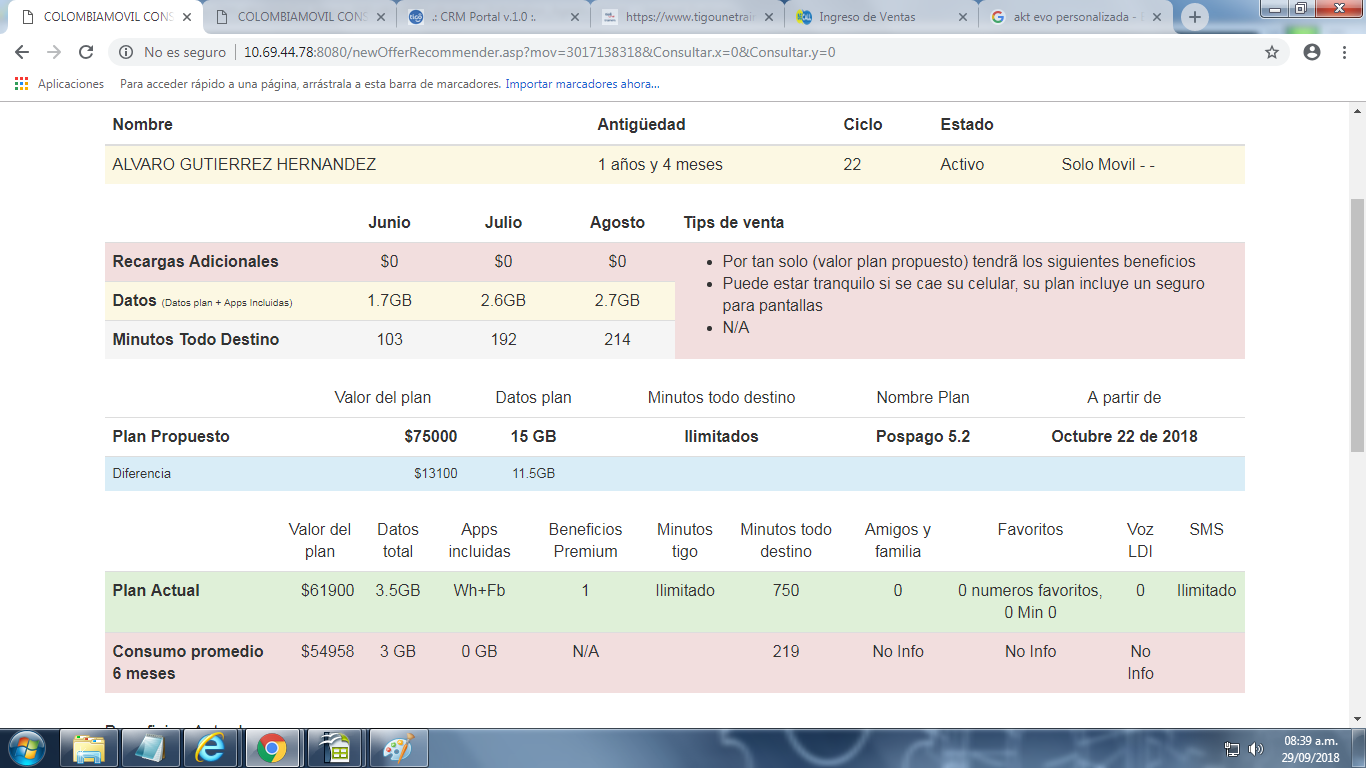 COLOMBIAMOVIL CONS
COLOMBIAMOVIL CONS
.: CRM Portal v.1.0 :.
https://www.tigounetrain
Ingreso de Ventas
akt evo personalizada -
No es seguro
10.69.44.78:8080/newOfferRecommender.asp?mov=3017138318&Consultar.x=0&Consultar.y=0
Aplicaciones Para acceder rápido a una página, arrástrala a esta barra de marcadores. Importar marcadores ahora...
Nombre Antigüedad Ciclo Estado
ALVARO GUTIERREZ HERNANDEZ 1 años y 4 meses 22 Activo Solo Movil - -
Junio Julio Agosto Tips de venta
Recargas Adicionales $0 $0 $0
Datos (Datos plan + Apps Incluidas) 1.7GB 2.6GB 2.7GB
Minutos Todo Destino 103 192 214
Por tan solo (valor plan propuesto) tendrã los siguientes beneficios
Puede estar tranquilo si se cae su celular, su plan incluye un seguro
para pantallas
N/A
Valor del plan Datos plan Minutos todo destino Nombre Plan A partir de
Plan Propuesto $75000 15 GB Ilimitados Pospago 5.2 Octubre 22 de 2018
Diferencia $13100 11.5GB
Valor del Datos Apps Beneficios Minutos Minutos todo Amigos y Favoritos Voz SMS
plan total incluidas Premium tigo destino familia LDI
Plan Actual $61900 3.5GB Wh+Fb 1 Ilimitado 750 0 0 numeros favoritos, 0 Ilimitado
0 Min 0
Consumo promedio $54958 3 GB 0 GB N/A 219 No Info No Info No
6 meses Info
08:39 a.m.
29/09/2018